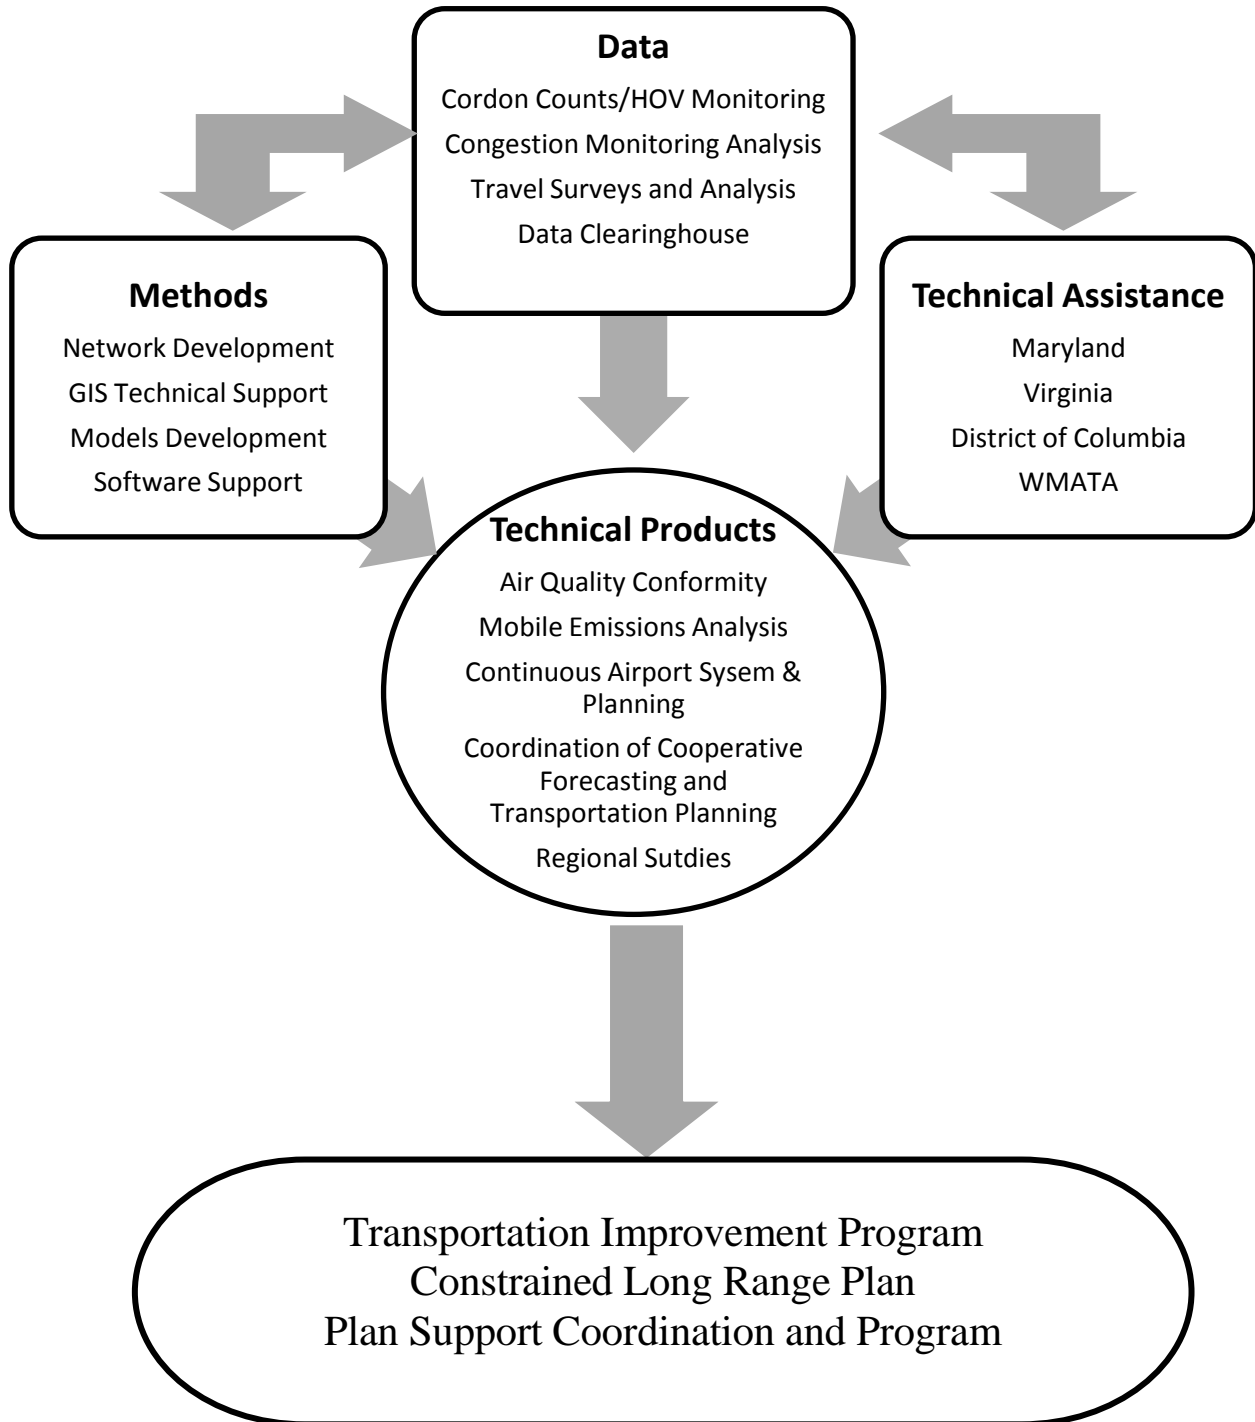 Data
Cordon Counts/HOV Monitoring
Congestion Monitoring Analysis
Travel Surveys and Analysis
Data Clearinghouse
Methods
Network Development
GIS Technical Support
Models Development
Software Support
Technical Assistance
Maryland
Virginia
District of Columbia
WMATA
Technical Products
Air Quality Conformity
Mobile Emissions Analysis
Continuous Airport Sysem &
Planning
Coordination of Cooperative
Forecasting and
Transportation Planning
Regional Sutdies
Transportation Improvement Program
Constrained Long Range Plan
Plan Support Coordination and Program